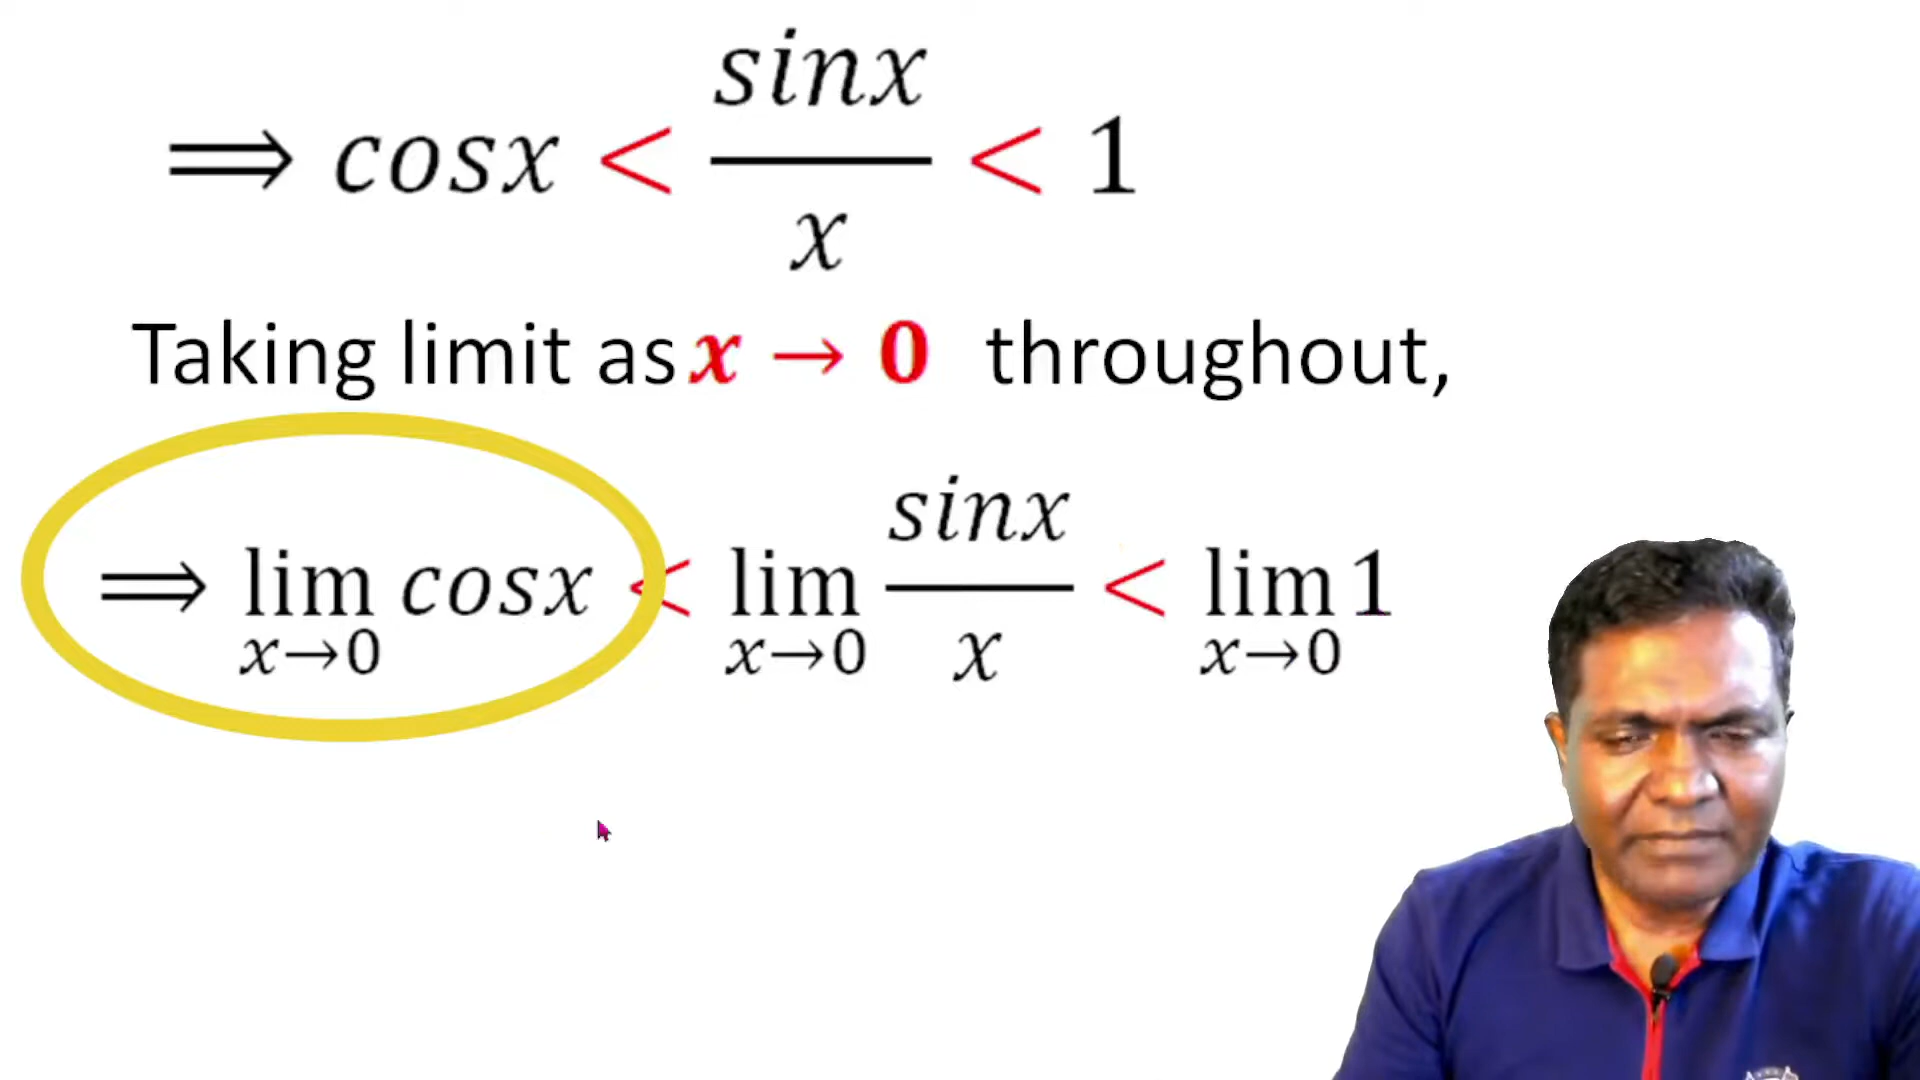 ⟹ cosx < sinx/x < 1
Taking limit as x → 0 throughout,
⟹ lim x→0 cosx < lim x→0 sinx/x < lim x→0 1